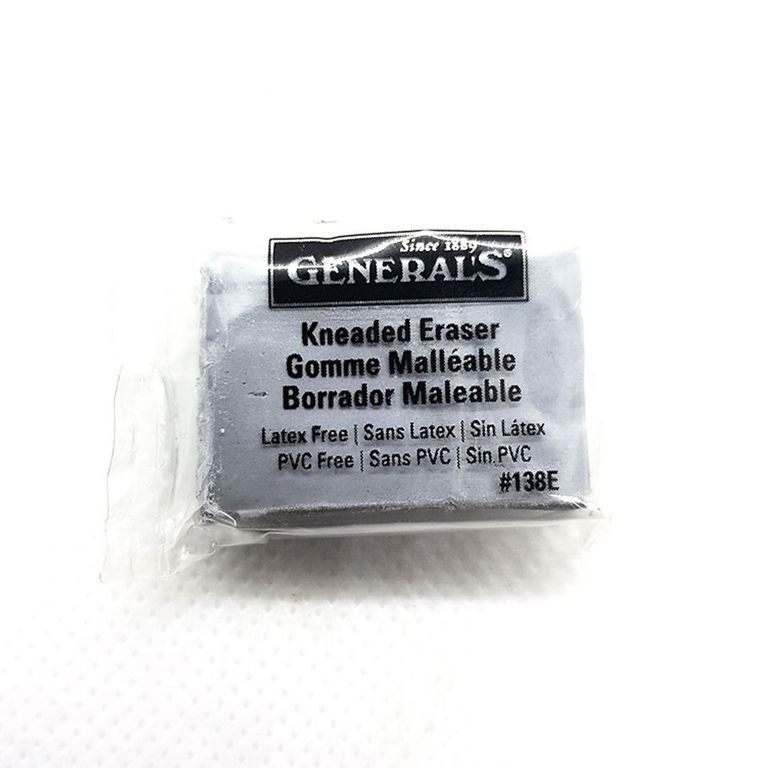 Since 1889
GENERAL'S®
Kneaded Eraser
Gomme Malléable
Borrador Maleable
Latex Free | Sans Latex | Sin Látex
PVC Free | Sans PVC | Sin PVC
#138E